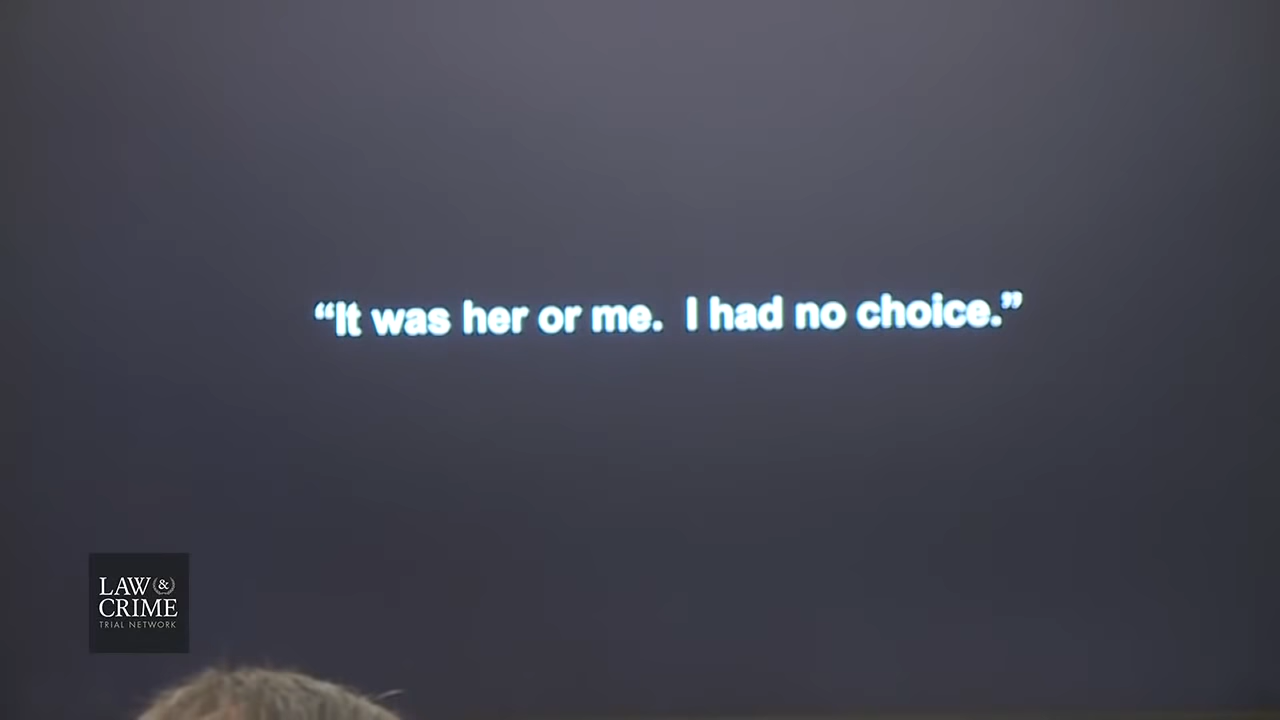 “It was her or me.  I had no choice.”
LAW &
CRIME
TRIAL NETWORK